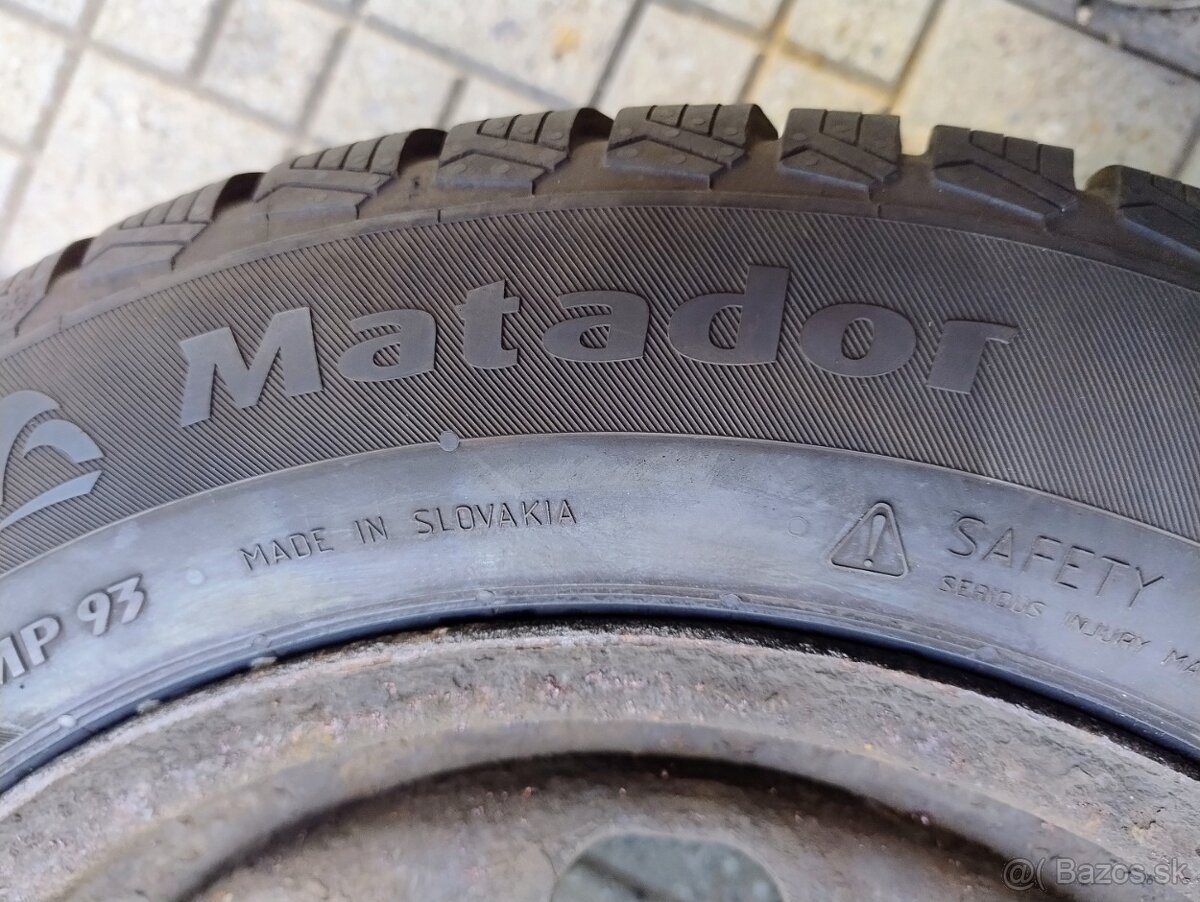 Matador
MADE IN SLOVAKIA
MP 93
SAFETY
SERIOUS INJURY
@( Bazos.sk